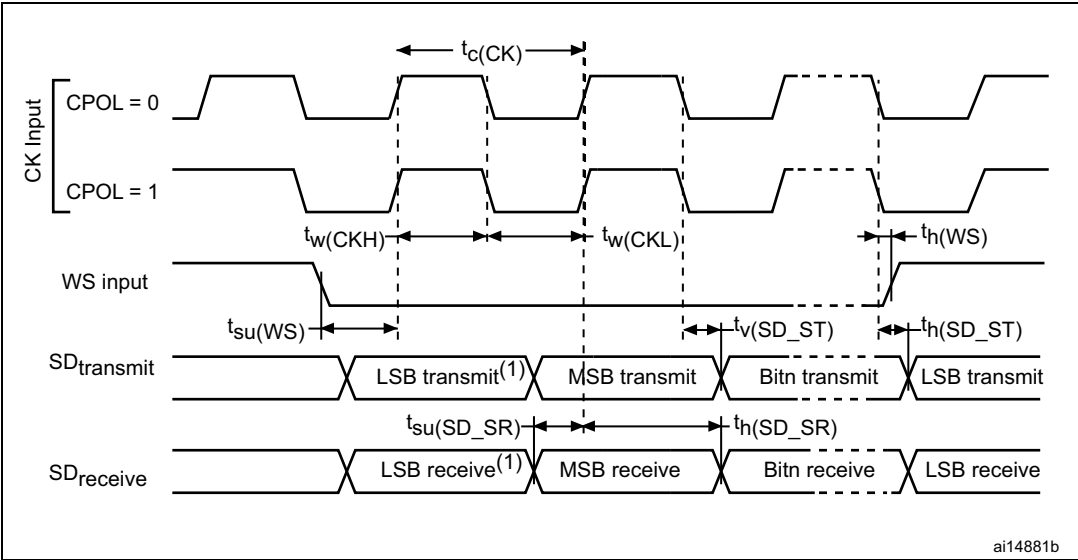 tc(CK)
CK Input
CPOL = 0
CPOL = 1
tw(CKH)
tw(CKL)
th(WS)
WS input
tsu(WS)
tv(SD_ST)
th(SD_ST)
SDtransmit
LSB transmit(1)
MSB transmit
Bitn transmit
LSB transmit
tsu(SD_SR)
th(SD_SR)
SDreceive
LSB receive(1)
MSB receive
Bitn receive
LSB receive
ai14881b